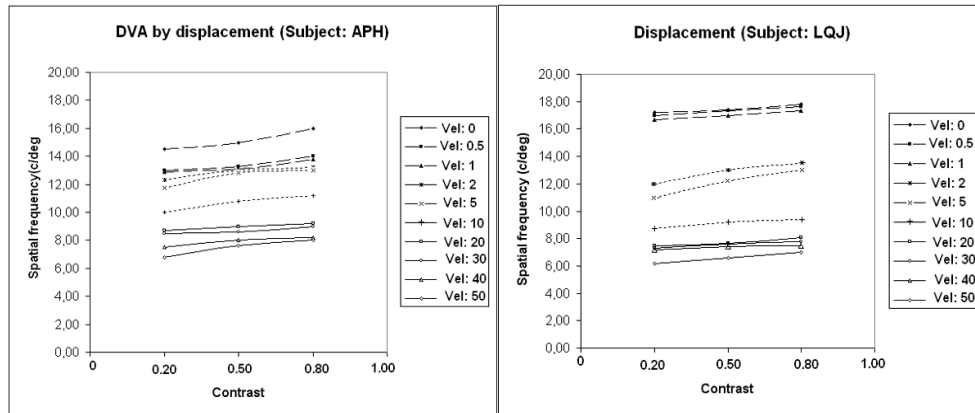 DVA by displacement (Subject: APH)
Spatial frequency(c/deg)
20,00
18,00
16,00
14,00
12,00
10,00
8,00
6,00
4,00
2,00
0,00
0
0.20
0.50
0.80
1.00
Contrast
Vel: 0
Vel: 0.5
Vel: 1
Vel: 2
Vel: 5
Vel: 10
Vel: 20
Vel: 30
Vel: 40
Vel: 50
Displacement (Subject: LQJ)
Spatial frequency (c/deg)
20,00
18,00
16,00
14,00
12,00
10,00
8,00
6,00
4,00
2,00
0,00
0
0.20
0.50
0.80
1.00
Contrast
Vel: 0
Vel: 0.5
Vel: 1
Vel: 2
Vel: 5
Vel: 10
Vel: 20
Vel: 30
Vel: 40
Vel: 50